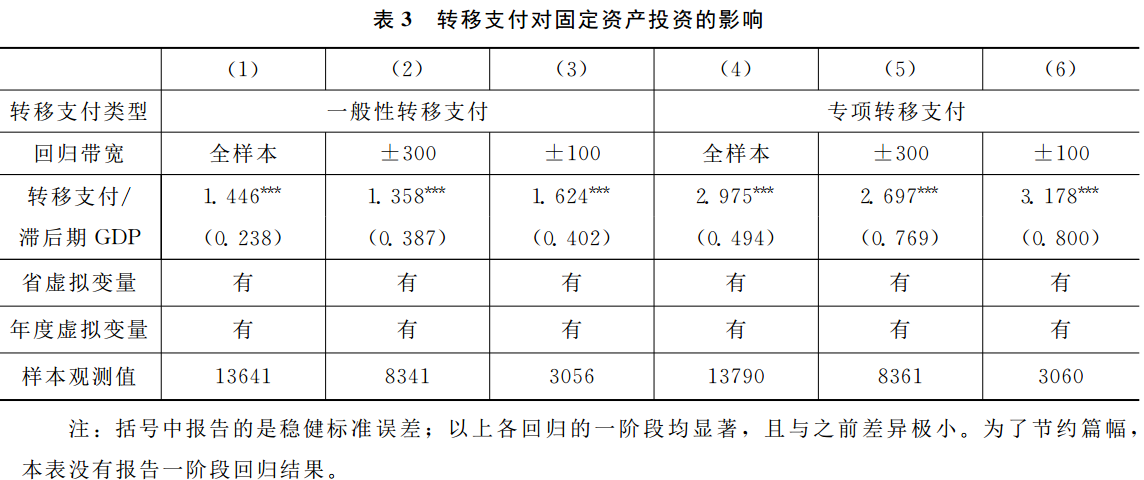 表 3 转移支付对固定资产投资的影响
(1) (2) (3) (4) (5) (6)
转移支付类型 一般性转移支付 专项转移支付
回归带宽 全样本 ±300 ±100 全样本 ±300 ±100
转移支付/ 1.446*** 1.358*** 1.624*** 2.975*** 2.697*** 3.178***
滞后期 GDP (0.238) (0.387) (0.402) (0.494) (0.769) (0.800)
省虚拟变量 有 有 有 有 有 有
年度虚拟变量 有 有 有 有 有 有
样本观测值 13641 8341 3056 13790 8361 3060
注：括号中报告的是稳健标准误差；以上各回归的一阶段均显著，且与之前差异极小。为了节约篇幅，
本表没有报告一阶段回归结果。